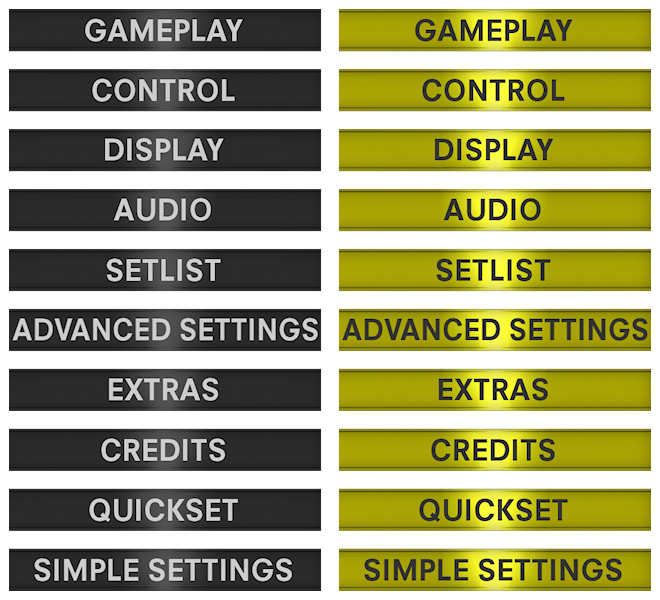 GAMEPLAY GAMEPLAY
CONTROL CONTROL
DISPLAY DISPLAY
AUDIO AUDIO
SETLIST SETLIST
ADVANCED SETTINGS ADVANCED SETTINGS
EXTRAS EXTRAS
CREDITS CREDITS
QUICKSET QUICKSET
SIMPLE SETTINGS SIMPLE SETTINGS